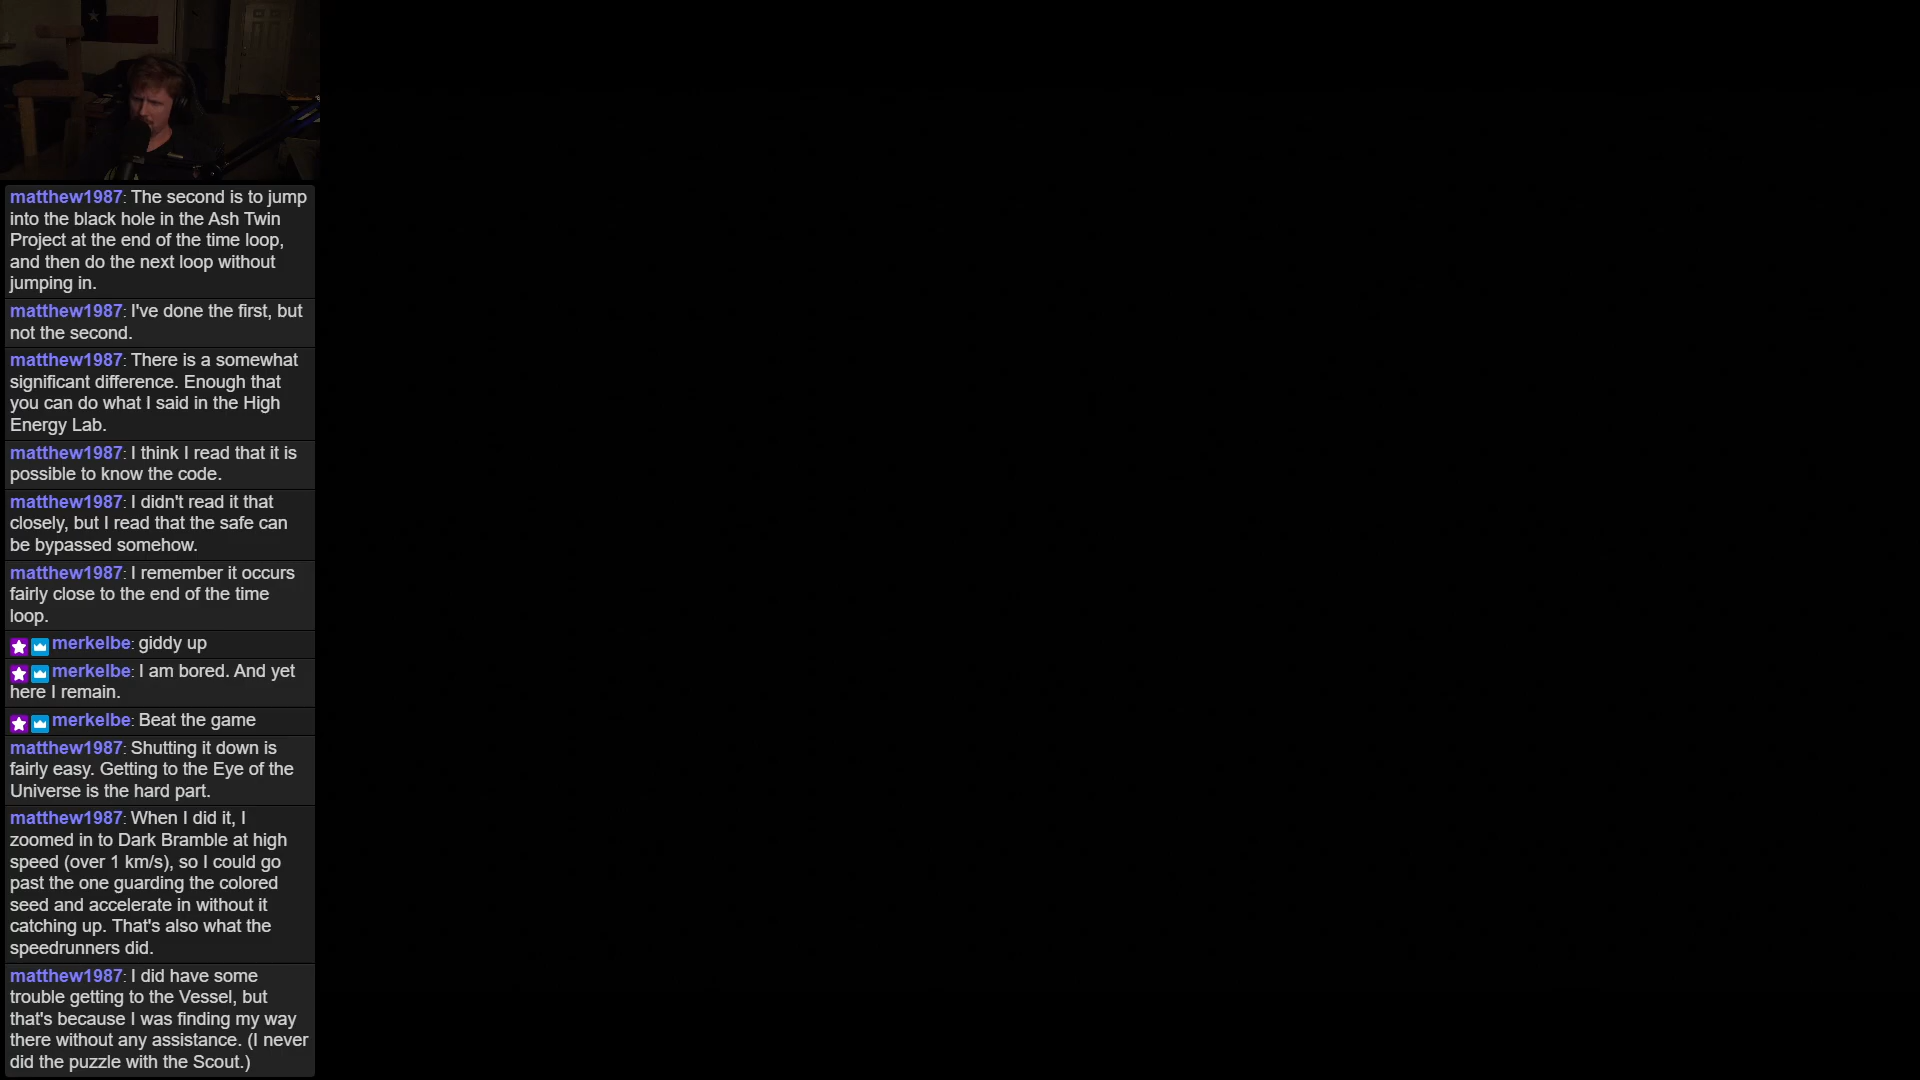 matthew1987: The second is to jump
into the black hole in the Ash Twin
Project at the end of the time loop,
and then do the next loop without
jumping in.
matthew1987: I've done the first, but
not the second.
matthew1987: There is a somewhat
significant difference. Enough that
you can do what I said in the High
Energy Lab.
matthew1987: I think I read that it is
possible to know the code.
matthew1987: I didn't read it that
closely, but I read that the safe can
be bypassed somehow.
matthew1987: I remember it occurs
fairly close to the end of the time
loop.
merkelbe: giddy up
merkelbe: I am bored. And yet
here I remain.
merkelbe: Beat the game
matthew1987: Shutting it down is
fairly easy. Getting to the Eye of the
Universe is the hard part.
matthew1987: When I did it, I
zoomed in to Dark Bramble at high
speed (over 1 km/s), so I could go
past the one guarding the colored
seed and accelerate in without it
catching up. That's also what the
speedrunners did.
matthew1987: I did have some
trouble getting to the Vessel, but
that's because I was finding my way
there without any assistance. (I never
did the puzzle with the Scout.)